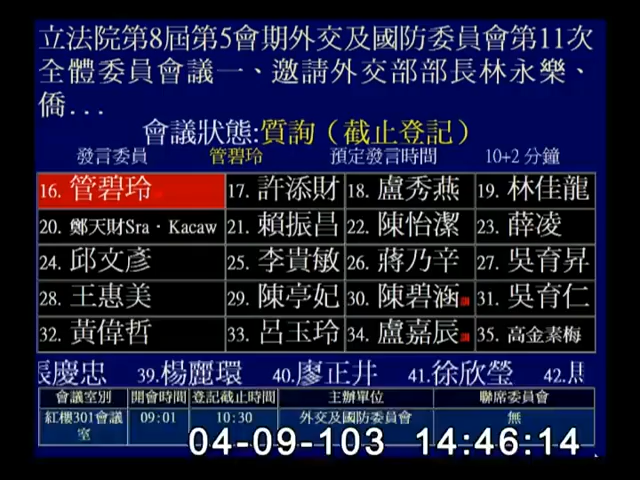 立法院第8屆第5會期外交及國防委員會第11次
全體委員會議一、邀請外交部部長林永樂、
僑...
會議狀態:質詢（截止登記）
發言委員 管碧玲 預定發言時間 10+2 分鐘
16. 管碧玲 17. 許添財 18. 盧秀燕 19. 林佳龍
20. 鄭天財Sra．Kacaw 21. 賴振昌 22. 陳怡潔 23. 薛凌
24. 邱文彥 25. 李貴敏 26. 蔣乃辛 27. 吳育昇
28. 王惠美 29. 陳亭妃 30. 陳碧涵 31. 吳育仁
32. 黃偉哲 33. 呂玉玲 34. 盧嘉辰 35. 高金素梅
張慶忠 39.楊麗環 40.廖正井 41.徐欣瑩 42.
會議室別 開會時間 登記截止時間 主辦單位 聯席委員會
紅樓301會議室 09:01 10:30 外交及國防委員會 無
04-09-103 14:46:14